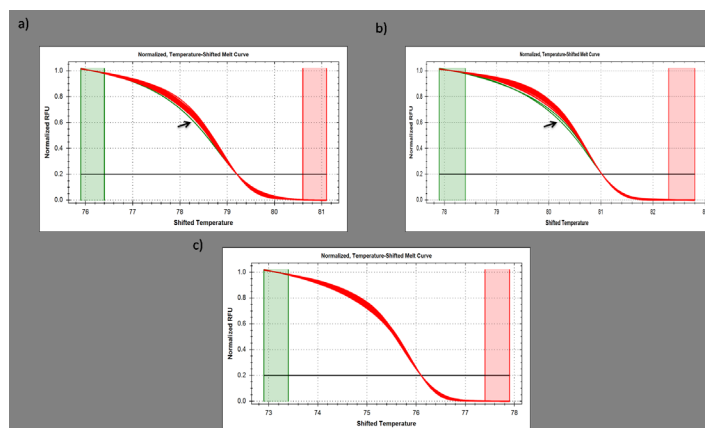 a)
Normalized, Temperature-Shifted Melt Curve
Normalized RFU
1.0
0.8
0.6
0.4
0.2
0.0
76 77 78 79 80 81
Shifted Temperature
b)
Normalized, Temperature-Shifted Melt Curve
Normalized RFU
1.0
0.8
0.6
0.4
0.2
0.0
78 79 80 81 82
Shifted Temperature
c)
Normalized, Temperature-Shifted Melt Curve
Normalized RFU
1.0
0.8
0.6
0.4
0.2
0.0
73 74 75 76 77 78
Shifted Temperature